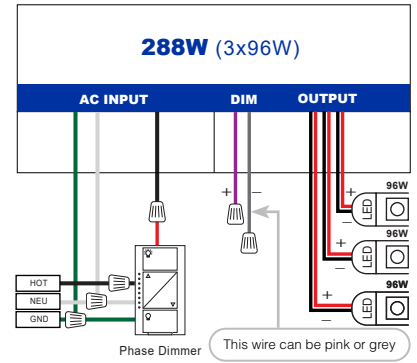 288W (3x96W)
AC INPUT
DIM
OUTPUT
+
–
+
–
96W
LED
+
–
96W
LED
+
–
96W
LED
HOT
NEU
GND
Phase Dimmer
This wire can be pink or grey